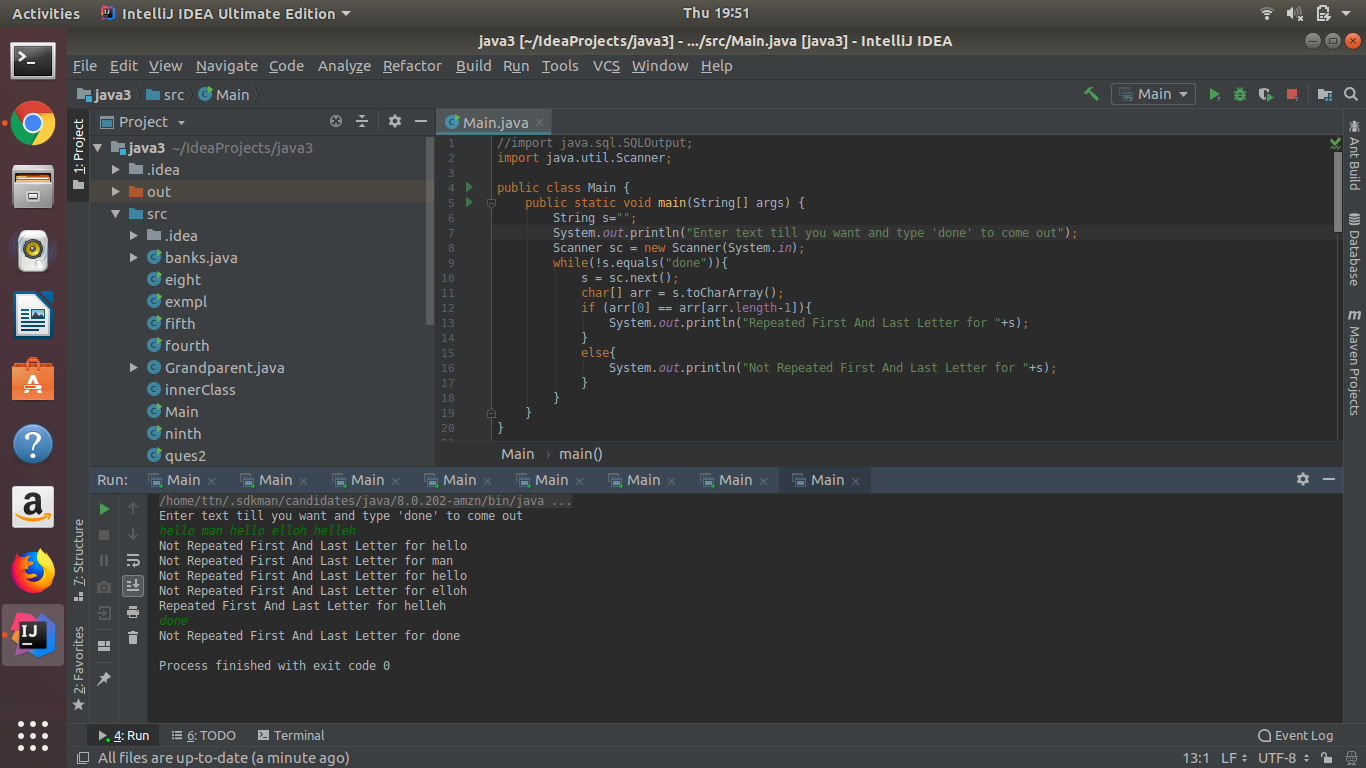 Activities IntelliJ IDEA Ultimate Edition Thu 19:51
java3 [~/IdeaProjects/java3] - .../src/Main.java [java3] - IntelliJ IDEA
File Edit View Navigate Code Analyze Refactor Build Run Tools VCS Window Help
java3 src Main Main
1: Project
Project
java3 ~/IdeaProjects/java3
.idea
out
src
.idea
banks.java
eight
exmpl
fifth
fourth
Grandparent.java
innerClass
Main
ninth
ques2
Main.java
1 //import java.sql.SQLOutput;
2 import java.util.Scanner;
3
4 public class Main {
5 public static void main(String[] args) {
6 String s="";
7 System.out.println("Enter text till you want and type 'done' to come out");
8 Scanner sc = new Scanner(System.in);
9 while(!s.equals("done")){
10 s = sc.next();
11 char[] arr = s.toCharArray();
12 if (arr[0] == arr[arr.length-1]){
13 System.out.println("Repeated First And Last Letter for "+s);
14 }
15 else{
16 System.out.println("Not Repeated First And Last Letter for "+s);
17 }
18 }
19 }
20 }
Main › main()
Ant Build
Database
Maven Projects
Run: Main Main Main Main Main Main Main Main
/home/ttn/.sdkman/candidates/java/8.0.202-amzn/bin/java ...
Enter text till you want and type 'done' to come out
hello man hello elloh helleh
Not Repeated First And Last Letter for hello
Not Repeated First And Last Letter for man
Not Repeated First And Last Letter for hello
Not Repeated First And Last Letter for elloh
Repeated First And Last Letter for helleh
done
Not Repeated First And Last Letter for done
Process finished with exit code 0
7: Structure
2: Favorites
4: Run 6: TODO Terminal Event Log
All files are up-to-date (a minute ago) 13:1 LF UTF-8